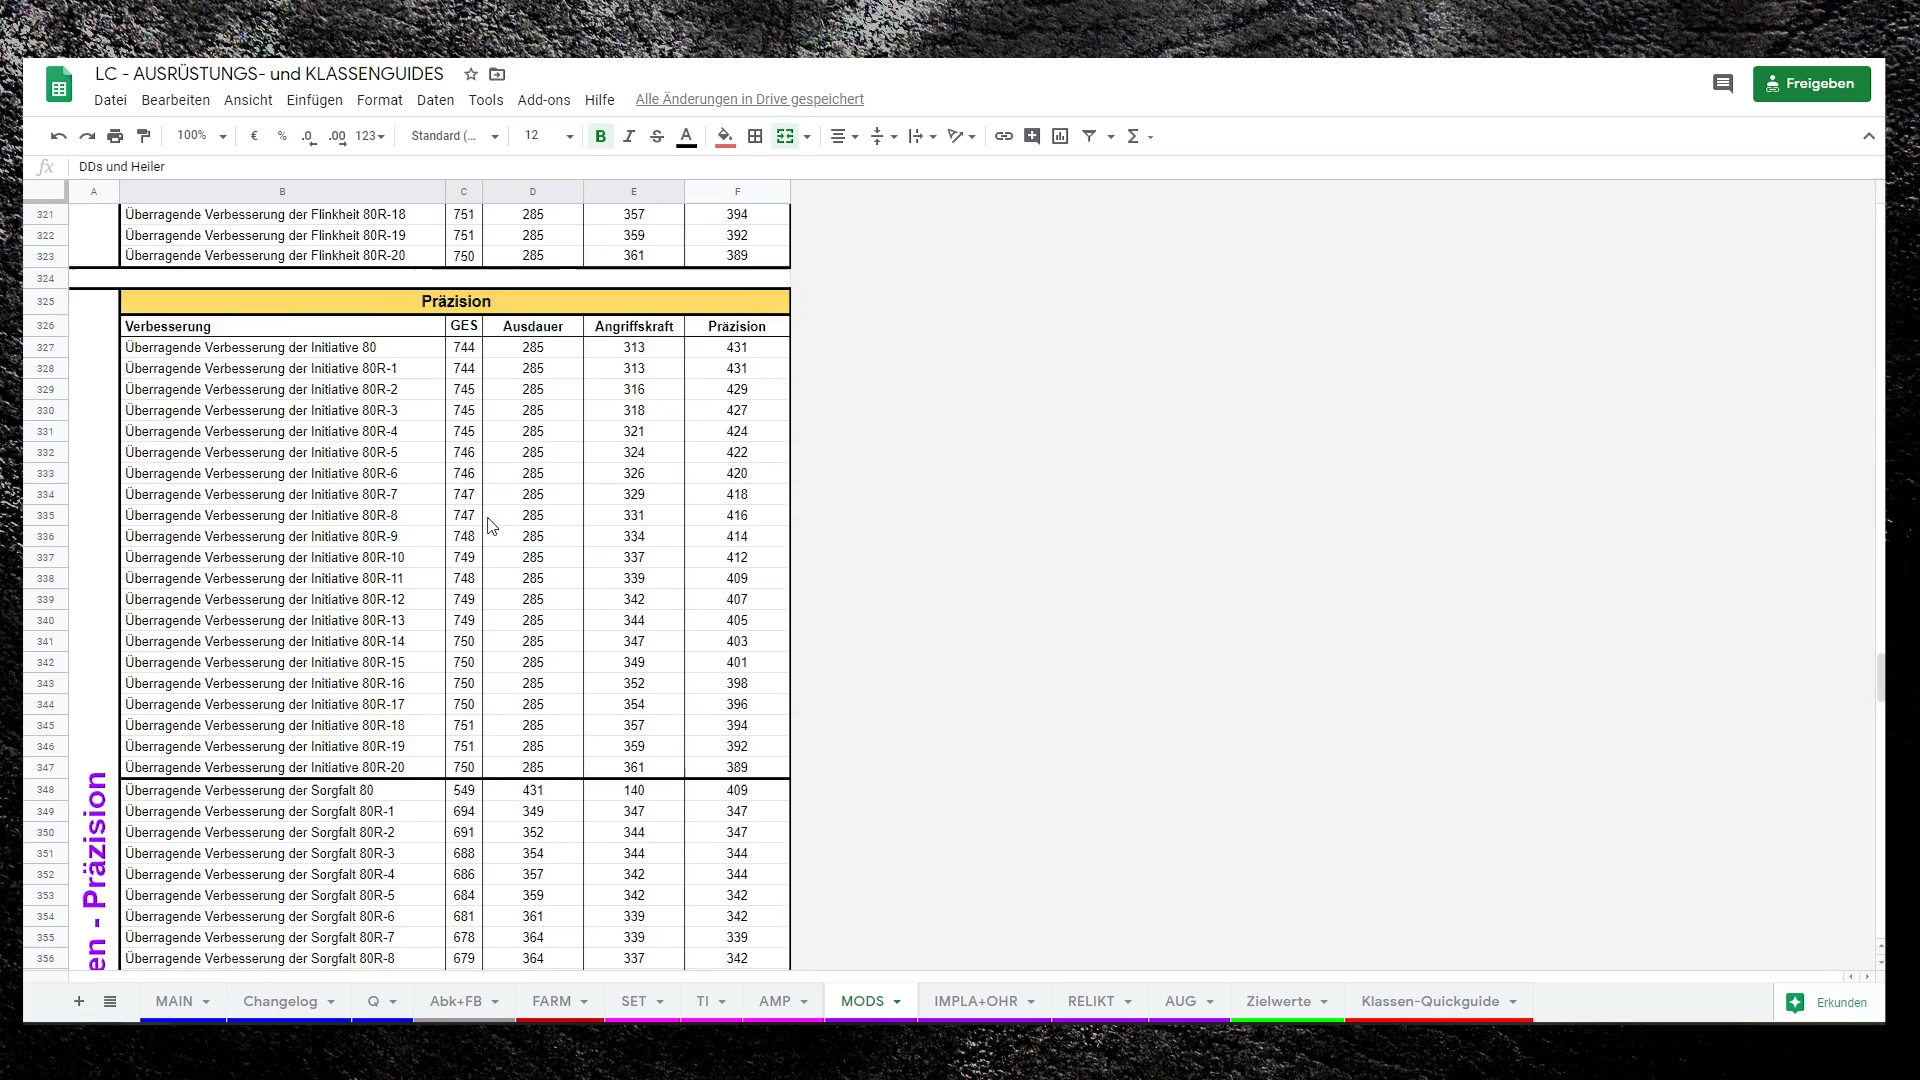 LC - AUSRÜSTUNGS- und KLASSENGUIDES
Freigeben
Datei Bearbeiten Ansicht Einfügen Format Daten Tools Add-ons Hilfe Alle Änderungen in Drive gespeichert
100% € % .0 .00 123 Standard (... 12 B I S A Σ
fx DDs und Heiler
A B C D E F
321 Überragende Verbesserung der Flinkheit 80R-18 751 285 357 394
322 Überragende Verbesserung der Flinkheit 80R-19 751 285 359 392
323 Überragende Verbesserung der Flinkheit 80R-20 750 285 361 389
324
325 Präzision
326 Verbesserung GES Ausdauer Angriffskraft Präzision
327 Überragende Verbesserung der Initiative 80 744 285 313 431
328 Überragende Verbesserung der Initiative 80R-1 744 285 313 431
329 Überragende Verbesserung der Initiative 80R-2 745 285 316 429
330 Überragende Verbesserung der Initiative 80R-3 745 285 318 427
331 Überragende Verbesserung der Initiative 80R-4 745 285 321 424
332 Überragende Verbesserung der Initiative 80R-5 746 285 324 422
333 Überragende Verbesserung der Initiative 80R-6 746 285 326 420
334 Überragende Verbesserung der Initiative 80R-7 747 285 329 418
335 Überragende Verbesserung der Initiative 80R-8 747 285 331 416
336 Überragende Verbesserung der Initiative 80R-9 748 285 334 414
337 Überragende Verbesserung der Initiative 80R-10 749 285 337 412
338 Überragende Verbesserung der Initiative 80R-11 748 285 339 409
339 Überragende Verbesserung der Initiative 80R-12 749 285 342 407
340 Überragende Verbesserung der Initiative 80R-13 749 285 344 405
341 Überragende Verbesserung der Initiative 80R-14 750 285 347 403
342 Überragende Verbesserung der Initiative 80R-15 750 285 349 401
343 Überragende Verbesserung der Initiative 80R-16 750 285 352 398
344 Überragende Verbesserung der Initiative 80R-17 750 285 354 396
345 Überragende Verbesserung der Initiative 80R-18 751 285 357 394
346 Überragende Verbesserung der Initiative 80R-19 751 285 359 392
347 Überragende Verbesserung der Initiative 80R-20 750 285 361 389
348 Überragende Verbesserung der Sorgfalt 80 549 431 140 409
349 Überragende Verbesserung der Sorgfalt 80R-1 694 349 347 347
350 Überragende Verbesserung der Sorgfalt 80R-2 691 352 344 347
351 Überragende Verbesserung der Sorgfalt 80R-3 688 354 344 344
352 Überragende Verbesserung der Sorgfalt 80R-4 686 357 342 344
353 Überragende Verbesserung der Sorgfalt 80R-5 684 359 342 342
354 Überragende Verbesserung der Sorgfalt 80R-6 681 361 339 342
355 Überragende Verbesserung der Sorgfalt 80R-7 678 364 339 339
356 Überragende Verbesserung der Sorgfalt 80R-8 679 364 337 342
en - Präzision
MAIN Changelog Q Abk+FB FARM SET TI AMP MODS IMPLA+OHR RELIKT AUG Zielwerte Klassen-Quickguide Erkunden